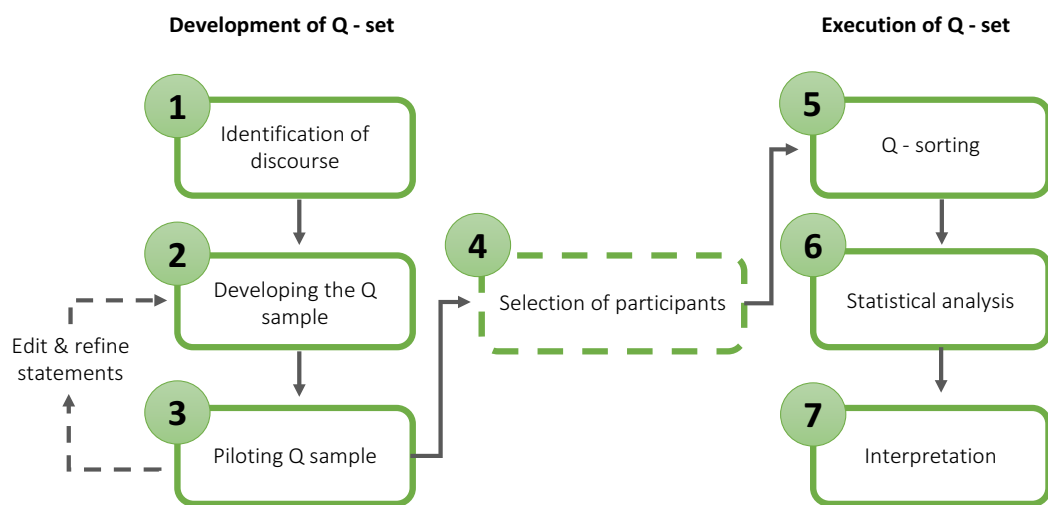 Development of Q - set
1
Identification of
discourse
2
Developing the Q
sample
Edit & refine
statements
3
Piloting Q sample
4
Selection of participants
Execution of Q - set
5
Q - sorting
6
Statistical analysis
7
Interpretation